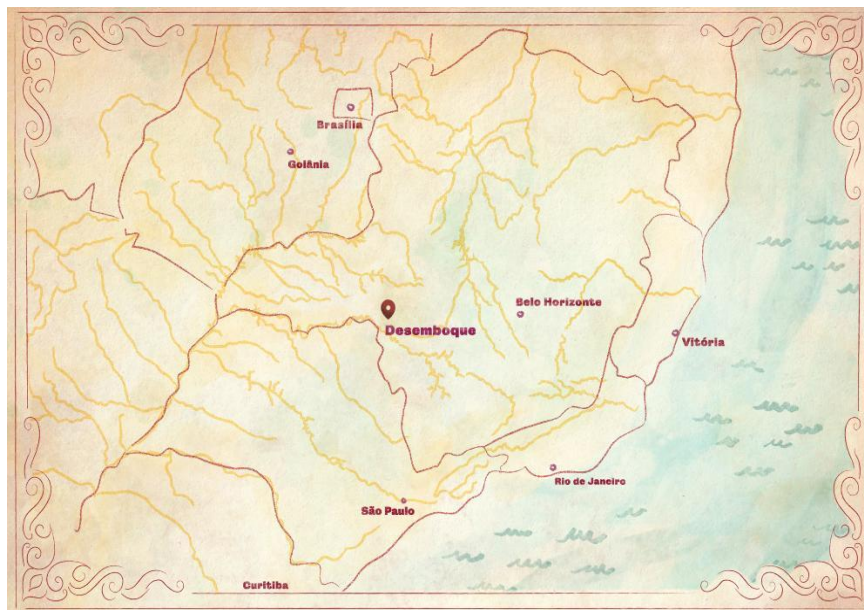 Brasília
Goiânia
Belo Horizonte
Desemboque
Vitória
Rio de Janeiro
São Paulo
Curitiba